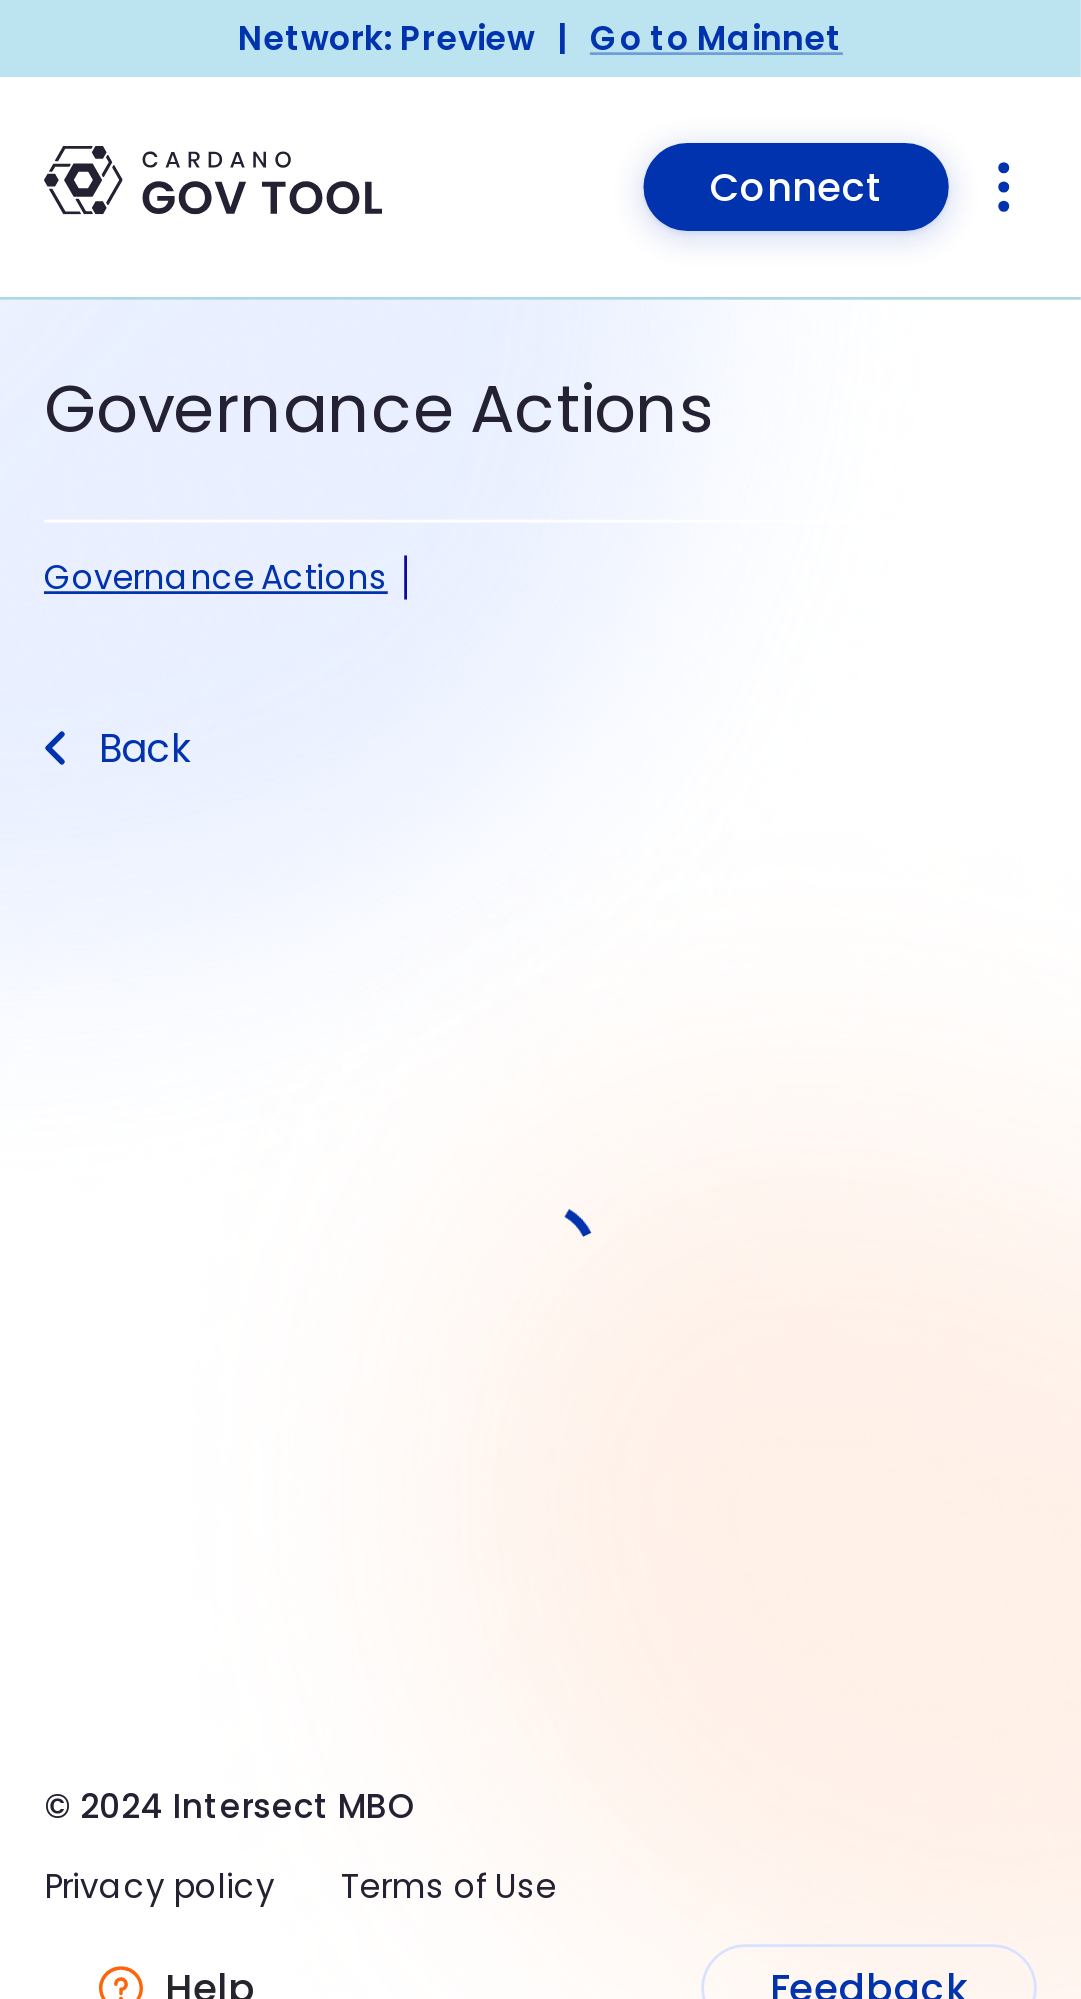 Network: Preview | Go to Mainnet
CARDANO
GOV TOOL
Connect
Governance Actions
Governance Actions |
Back
© 2024 Intersect MBO
Privacy policy Terms of Use
Help Feedback